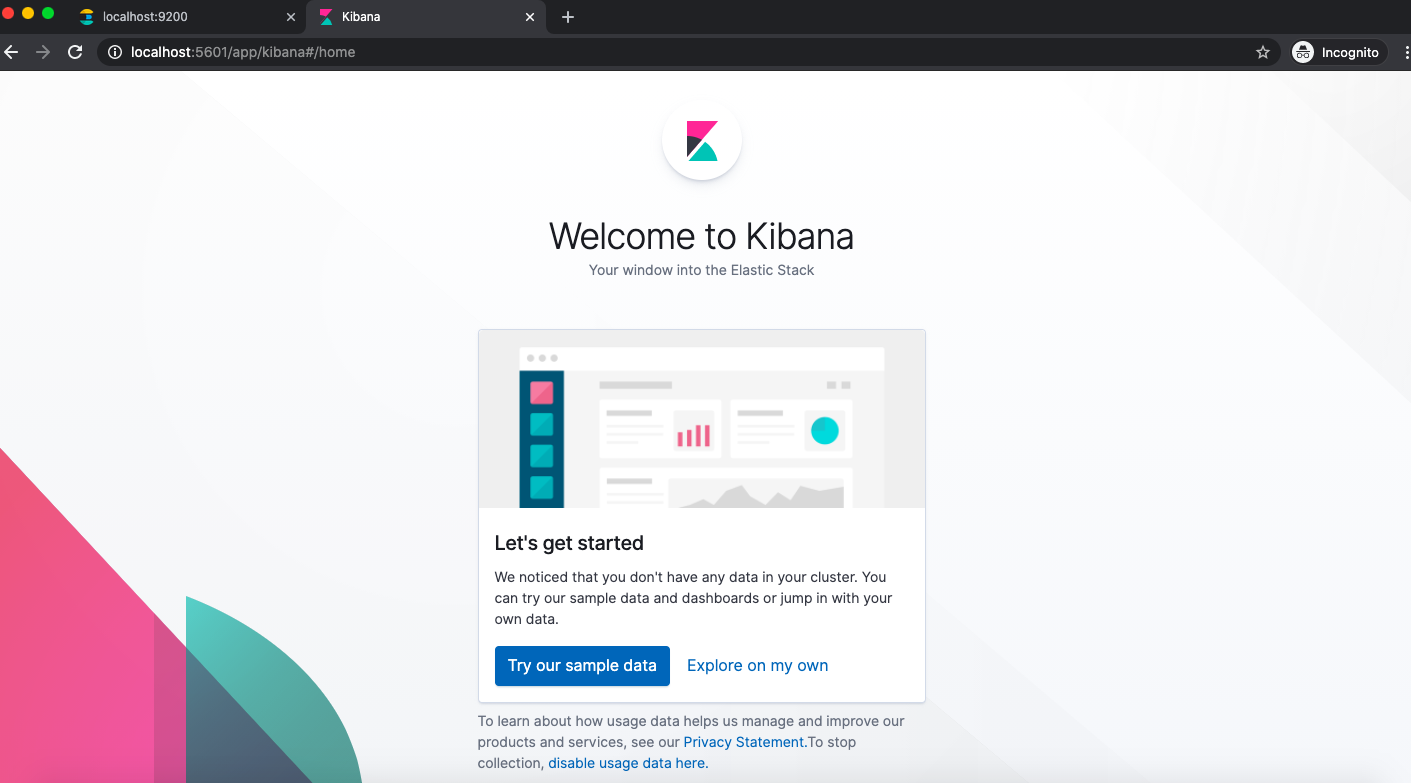 localhost:9200
Kibana
localhost:5601/app/kibana#/home
Incognito
Welcome to Kibana
Your window into the Elastic Stack
Let's get started
We noticed that you don't have any data in your cluster. You
can try our sample data and dashboards or jump in with your
own data.
Try our sample data
Explore on my own
To learn about how usage data helps us manage and improve our
products and services, see our Privacy Statement.To stop
collection, disable usage data here.